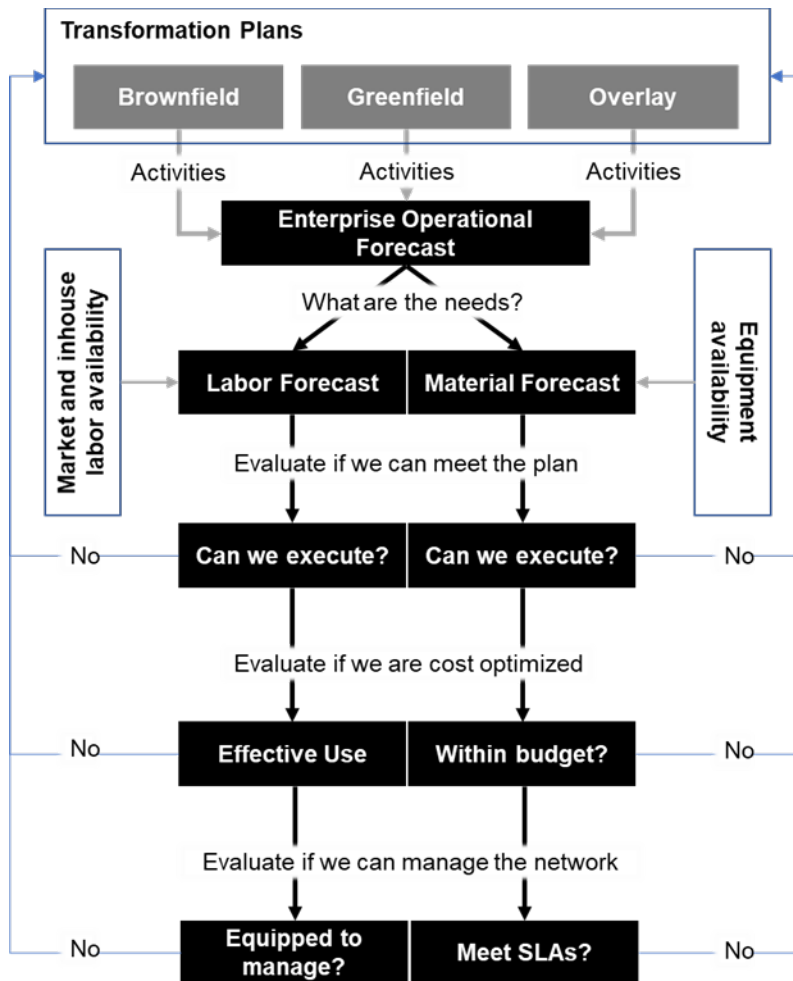 Transformation Plans
Brownfield
Greenfield
Overlay
Activities
Activities
Activities
Enterprise Operational
Forecast
Market and inhouse
labor availability
What are the needs?
Equipment
availability
Labor Forecast
Material Forecast
Evaluate if we can meet the plan
No
Can we execute?
Can we execute?
No
Evaluate if we are cost optimized
No
Effective Use
Within budget?
No
Evaluate if we can manage the network
No
Equipped to
manage?
Meet SLAs?
No